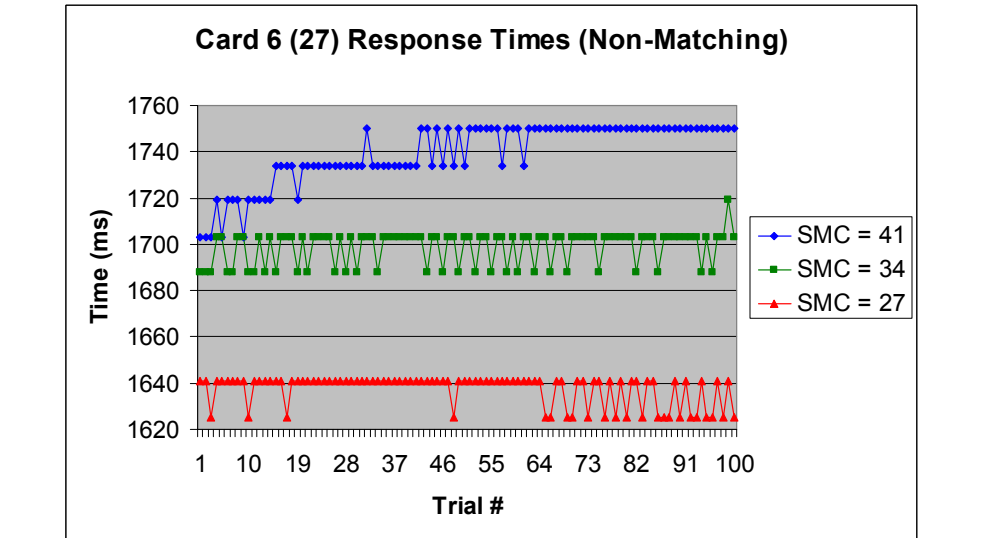 Card 6 (27) Response Times (Non-Matching)
1760
1740
1720
1700
1680
1660
1640
1620
Time (ms)
1 10 19 28 37 46 55 64 73 82 91 100
Trial #
SMC = 41
SMC = 34
SMC = 27